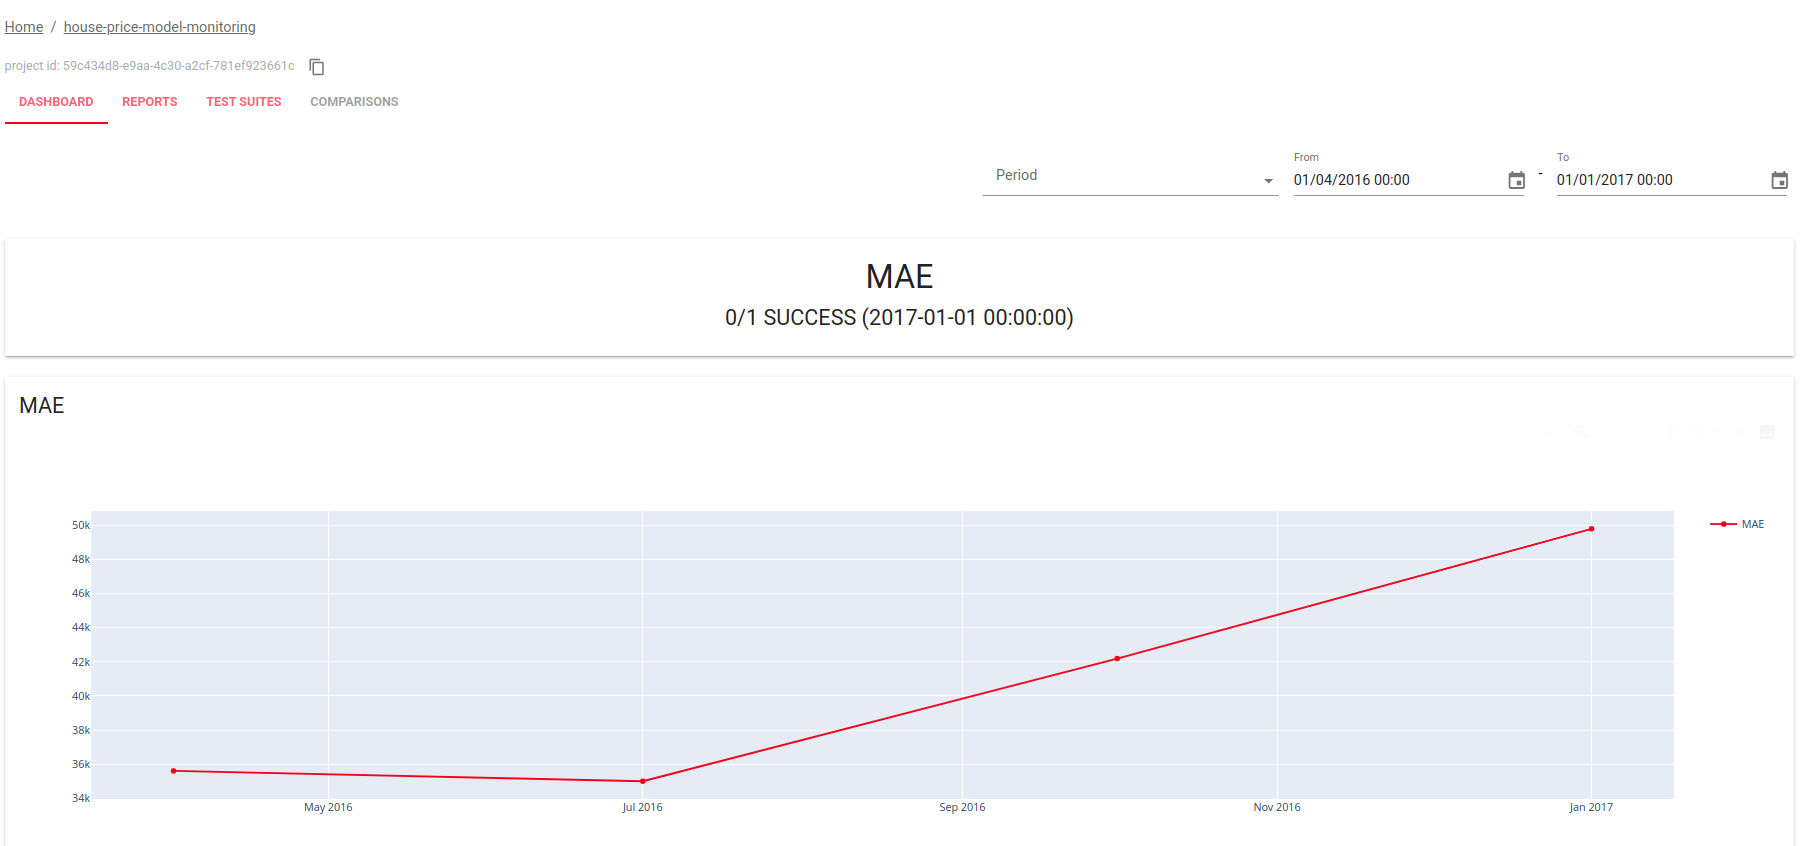 Home / house-price-model-monitoring
project id: 59c434d8-e9aa-4c30-a2cf-781ef923661c
DASHBOARD REPORTS TEST SUITES COMPARISONS
Period
From
01/04/2016 00:00
-
To
01/01/2017 00:00
MAE
0/1 SUCCESS (2017-01-01 00:00:00)
MAE
50k
48k
46k
44k
42k
40k
38k
36k
34k
May 2016 Jul 2016 Sep 2016 Nov 2016 Jan 2017
MAE